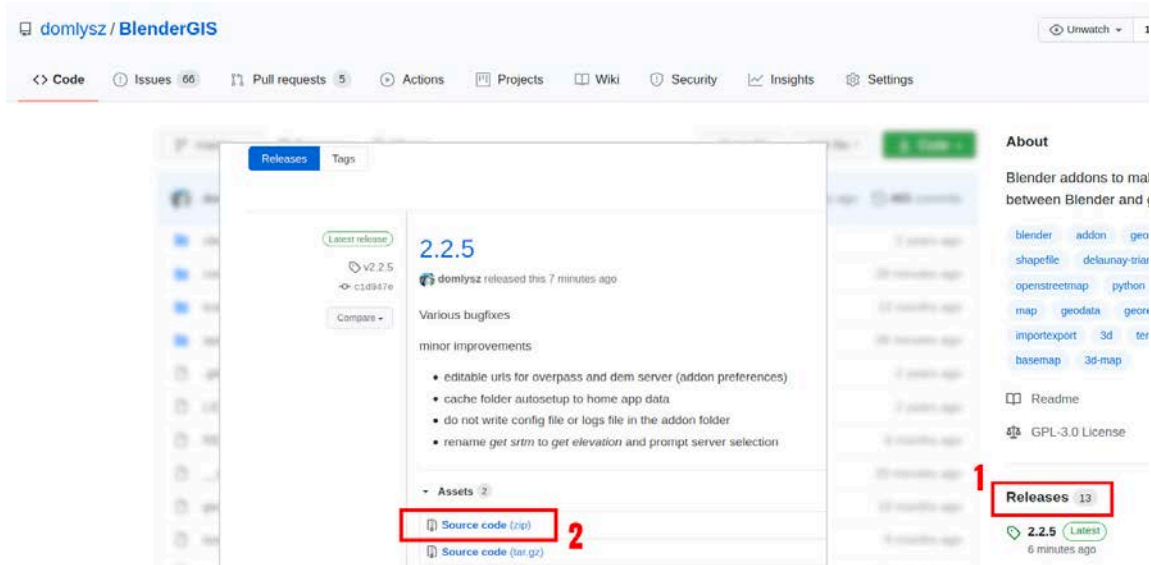 domlysz / BlenderGIS
Unwatch
Code Issues 66 Pull requests 5 Actions Projects Wiki Security Insights Settings
Code
Releases Tags
Latest release
v2.2.5
c1d947e
Compare
2.2.5
domlysz released this 7 minutes ago
Various bugfixes
minor improvements
• editable urls for overpass and dem server (addon preferences)
• cache folder autosetup to home app data
• do not write config file or logs file in the addon folder
• rename get srtm to get elevation and prompt server selection
Assets 2
Source code (zip)
2
Source code (tar.gz)
About
Blender addons to mal
between Blender and g
blender addon geo
shapefile delaunay-trian
openstreetmap python
map geodata geore
importexport 3d ter
basemap 3d-map
Readme
GPL-3.0 License
1
Releases 13
2.2.5 Latest
6 minutes ago